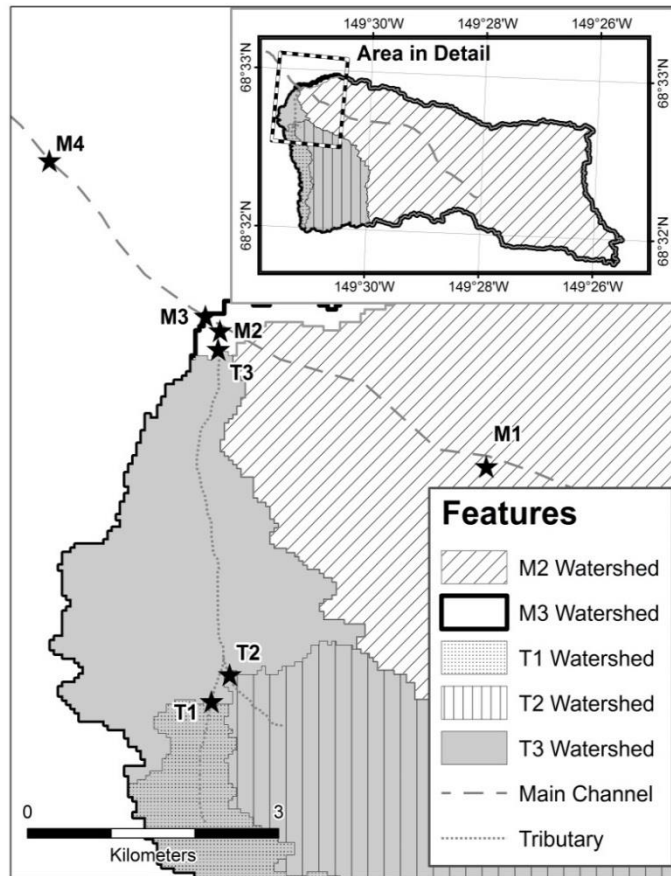 149°30'W
149°28'W
149°26'W
Area in Detail
68°33'N
68°33'N
68°32'N
68°32'N
149°30'W
149°28'W
149°26'W
M4
M3
M2
T3
M1
T2
T1
Features
M2 Watershed
M3 Watershed
T1 Watershed
T2 Watershed
T3 Watershed
Main Channel
Tributary
0 3
Kilometers